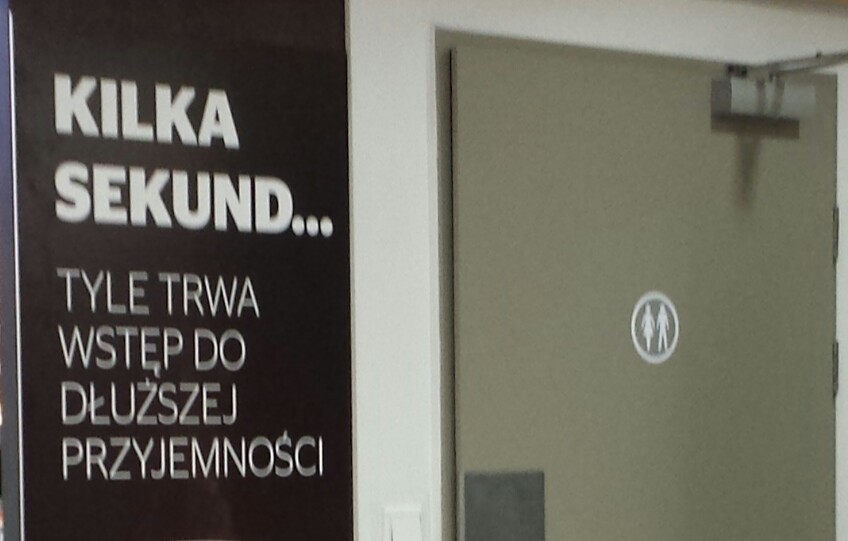 KILKA
SEKUND...
TYLE TRWA
WSTĘP DO
DŁUŻSZEJ
PRZYJEMNOŚCI